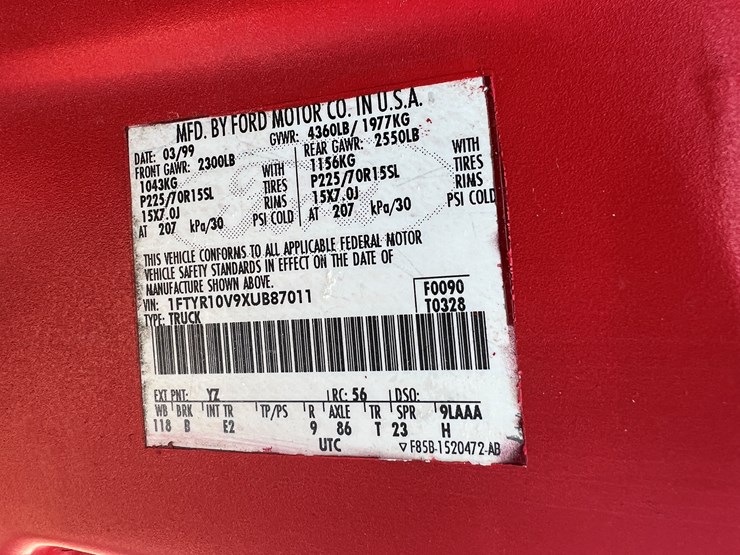 MFD. BY FORD MOTOR CO. IN U.S.A.
DATE: 03/99 GVWR: 4360LB/ 1977KG
FRONT GAWR: 2300LB REAR GAWR: 2550LB
1043KG WITH 1156KG WITH
P225/70R15SL TIRES P225/70R15SL TIRES
15X7.0J RIMS 15X7.0J RIMS
AT 207 kPa/30 PSI COLD AT 207 kPa/30 PSI COLD
THIS VEHICLE CONFORMS TO ALL APPLICABLE FEDERAL MOTOR
VEHICLE SAFETY STANDARDS IN EFFECT ON THE DATE OF
MANUFACTURE SHOWN ABOVE.
VIN: 1FTYR10V9XUB87011 F0090
TYPE: TRUCK T0328
EXT PNT: YZ RC: 56 DSO:
WB BRK INT TR TP/PS R AXLE TR SPR 9LAAA
118 B E2 9 86 T 23 H
UTC ▽ F85B-1520472-AB